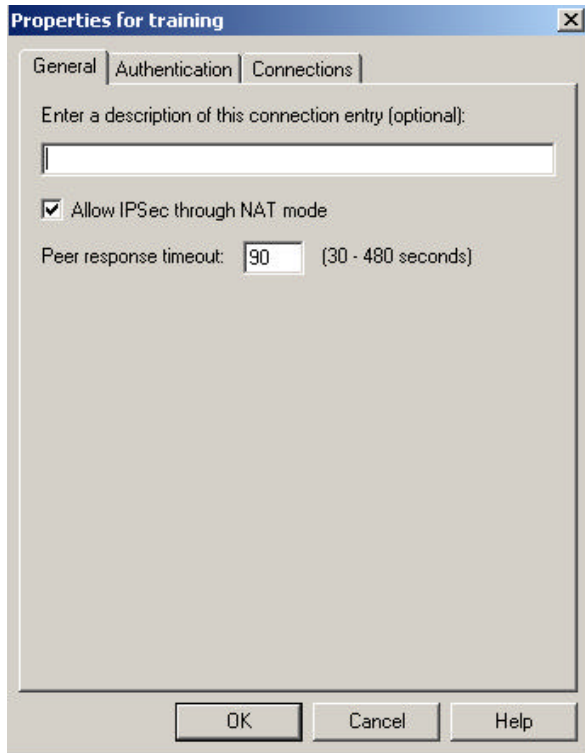 Properties for training
General Authentication Connections
Enter a description of this connection entry (optional):
Allow IPSec through NAT mode
Peer response timeout: 90 (30 - 480 seconds)
OK Cancel Help